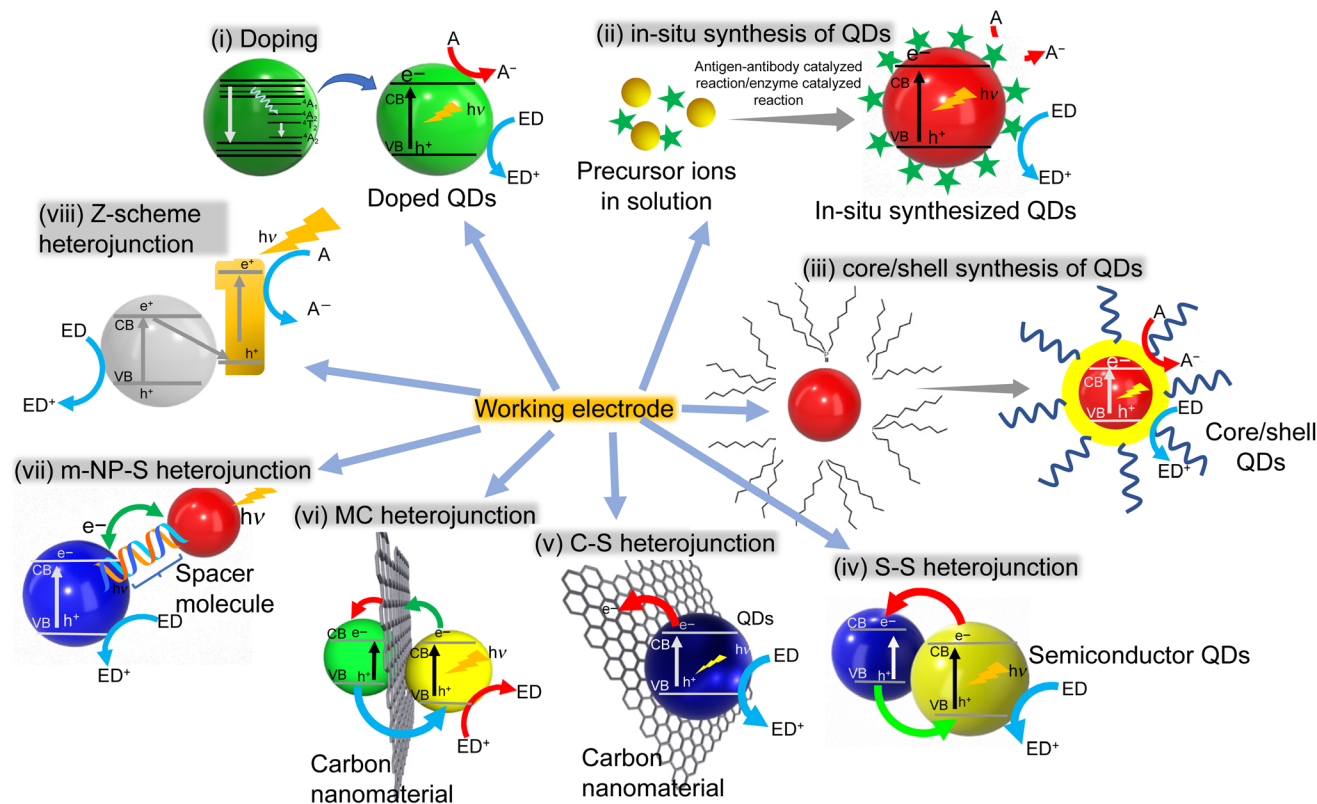 (i) Doping
⁴A₁
⁴A₂
⁴T₂
⁴A₂
A
A⁻
e−
CB
hν
VB
h⁺
ED
ED⁺
Doped QDs
(ii) in-situ synthesis of QDs
Antigen-antibody catalyzed
reaction/enzyme catalyzed
reaction
Precursor ions
in solution
A
A⁻
e−
CB
hν
VB
h⁺
ED
ED⁺
In-situ synthesized QDs
(viii) Z-scheme
heterojunction
hν
A
A⁻
e⁺
h⁺
ED
e⁺
CB
VB
h⁺
ED⁺
(iii) core/shell synthesis of QDs
A
A⁻
e−
CB
VB
h⁺
ED
ED⁺
Core/shell
QDs
Working electrode
(vii) m-NP-S heterojunction
e−
hν
e−
CB
hν
VB
h⁺
Spacer
molecule
ED
ED⁺
(vi) MC heterojunction
CB
e−
VB
h⁺
e−
CB
hν
VB
h⁺
ED
ED⁺
Carbon
nanomaterial
(v) C-S heterojunction
e−
QDs
e−
CB
hν
VB
h⁺
ED
ED⁺
Carbon
nanomaterial
(iv) S-S heterojunction
CB
e−
VB
h⁺
e−
CB
hν
VB
h⁺
Semiconductor QDs
ED
ED⁺